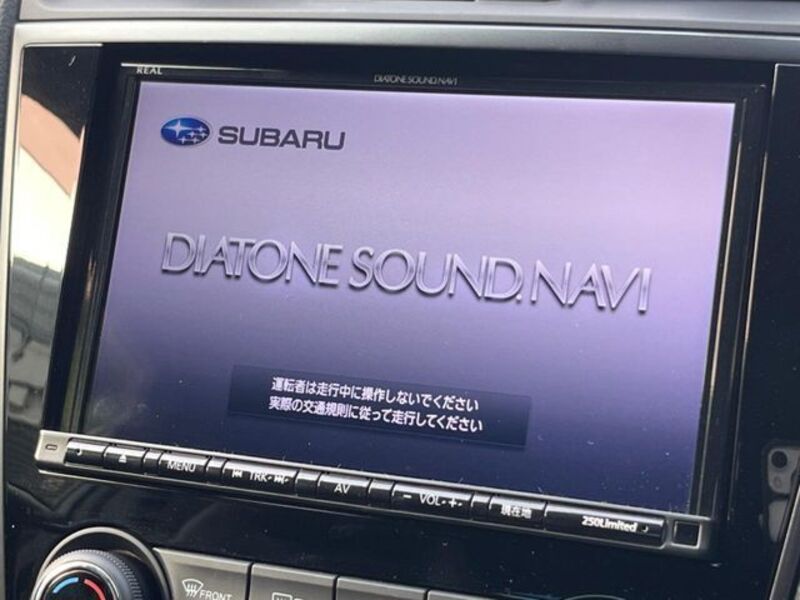 REAL
DIATONE SOUND.NAVI
SUBARU
DIATONE SOUND.NAVI
運転者は走行中に操作しないでください
実際の交通規則に従って走行してください
MENU
TRK
AV
− VOL +
現在地
250Limited
FRONT